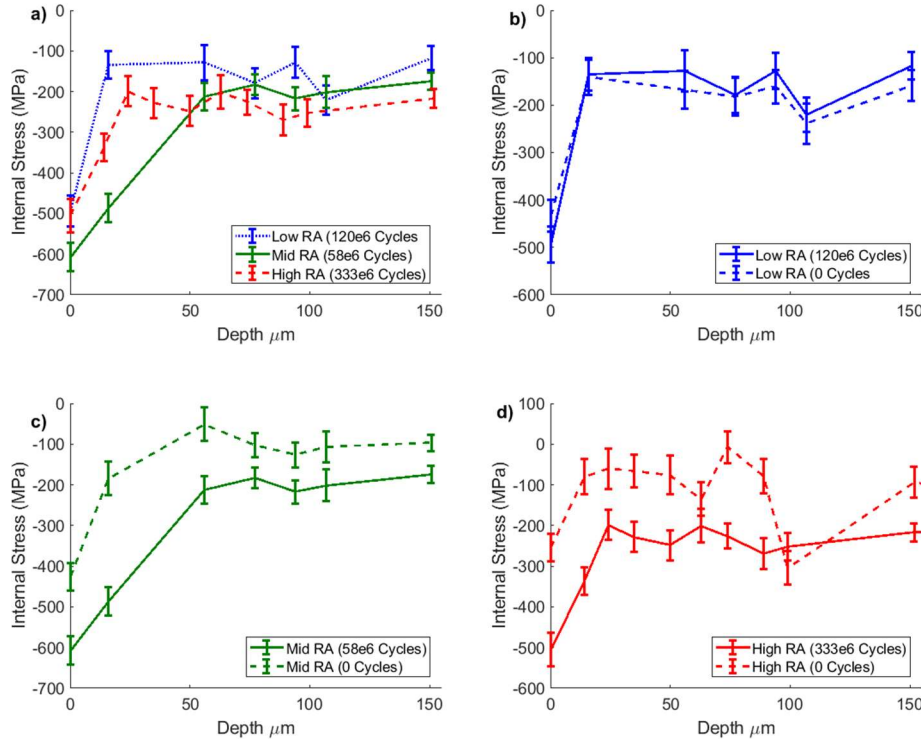 a)
0
-100
-200
-300
-400
-500
-600
-700
Internal Stress (MPa)
Low RA (120e6 Cycles
Mid RA (58e6 Cycles)
High RA (333e6 Cycles)
0 50 100 150
Depth μm
b)
0
-100
-200
-300
-400
-500
-600
Internal Stress (MPa)
Low RA (120e6 Cycles)
Low RA (0 Cycles
0 50 100 150
Depth μm
c)
0
-100
-200
-300
-400
-500
-600
-700
Internal Stress (MPa)
Mid RA (58e6 Cycles)
Mid RA (0 Cycles)
0 50 100 150
Depth μm
d)
100
0
-100
-200
-300
-400
-500
-600
Internal Stress (MPa)
High RA (333e6 Cycles)
High RA (0 Cycles)
0 50 100 150
Depth μm